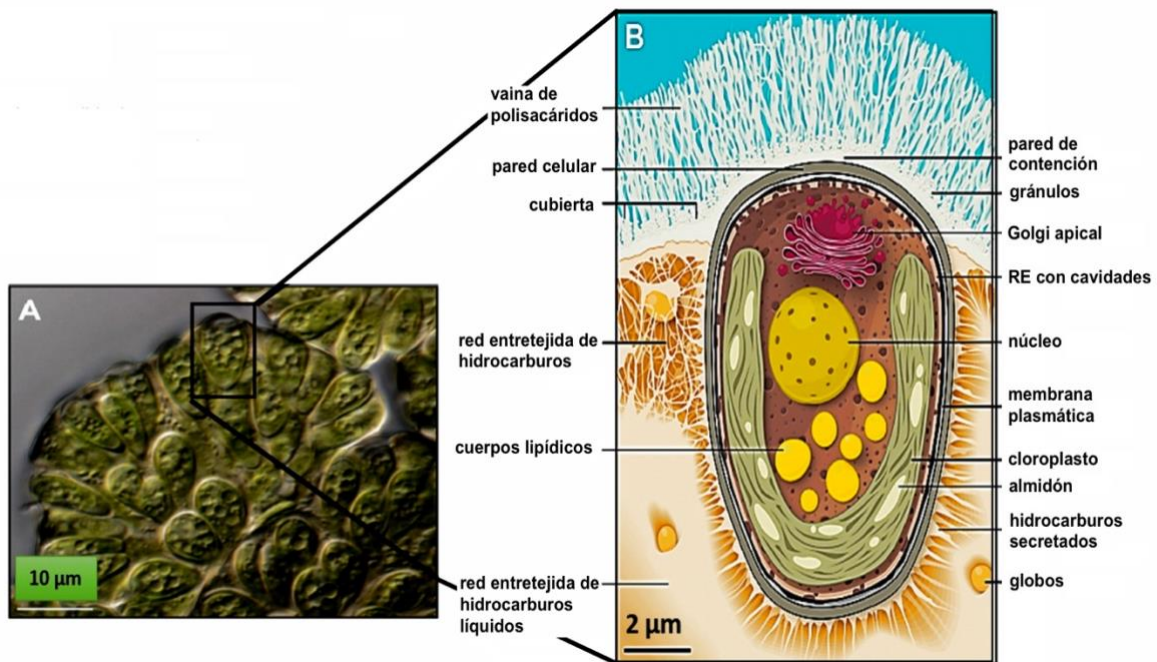 B
vaina de
polisacáridos
pared celular
cubierta
pared de
contención
gránulos
Golgi apical
RE con cavidades
A
red entretejida de
hidrocarburos
núcleo
membrana
plasmática
cuerpos lipídicos
cloroplasto
almidón
hidrocarburos
secretados
10 µm
red entretejida de
hidrocarburos
líquidos
globos
2 µm